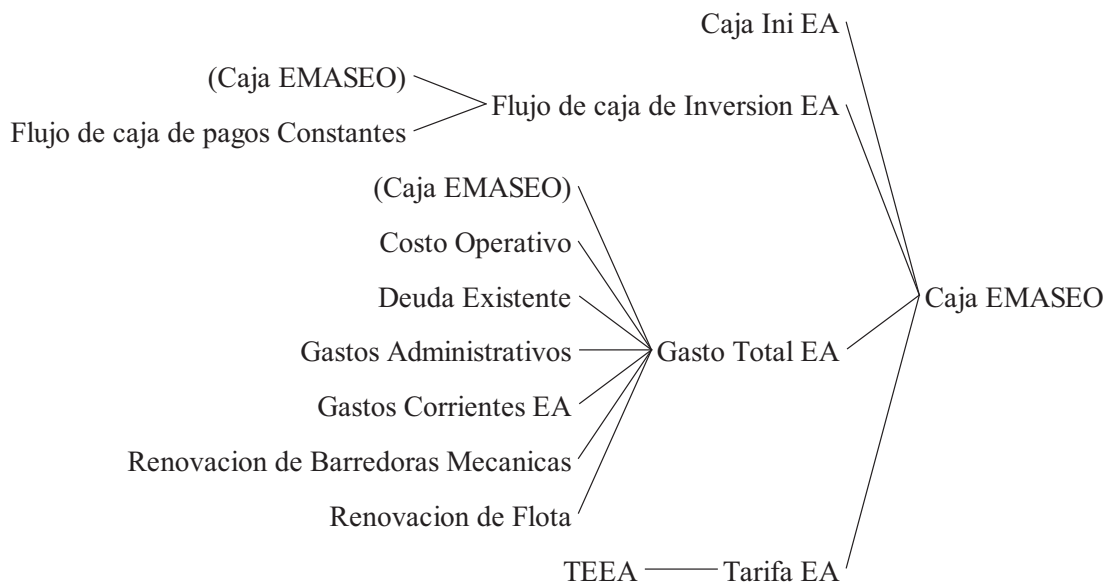 Caja Ini EA
(Caja EMASEO)
Flujo de caja de Inversion EA
Flujo de caja de pagos Constantes
(Caja EMASEO)
Costo Operativo
Deuda Existente
Caja EMASEO
Gastos Administrativos
Gasto Total EA
Gastos Corrientes EA
Renovacion de Barredoras Mecanicas
Renovacion de Flota
TEEA
Tarifa EA